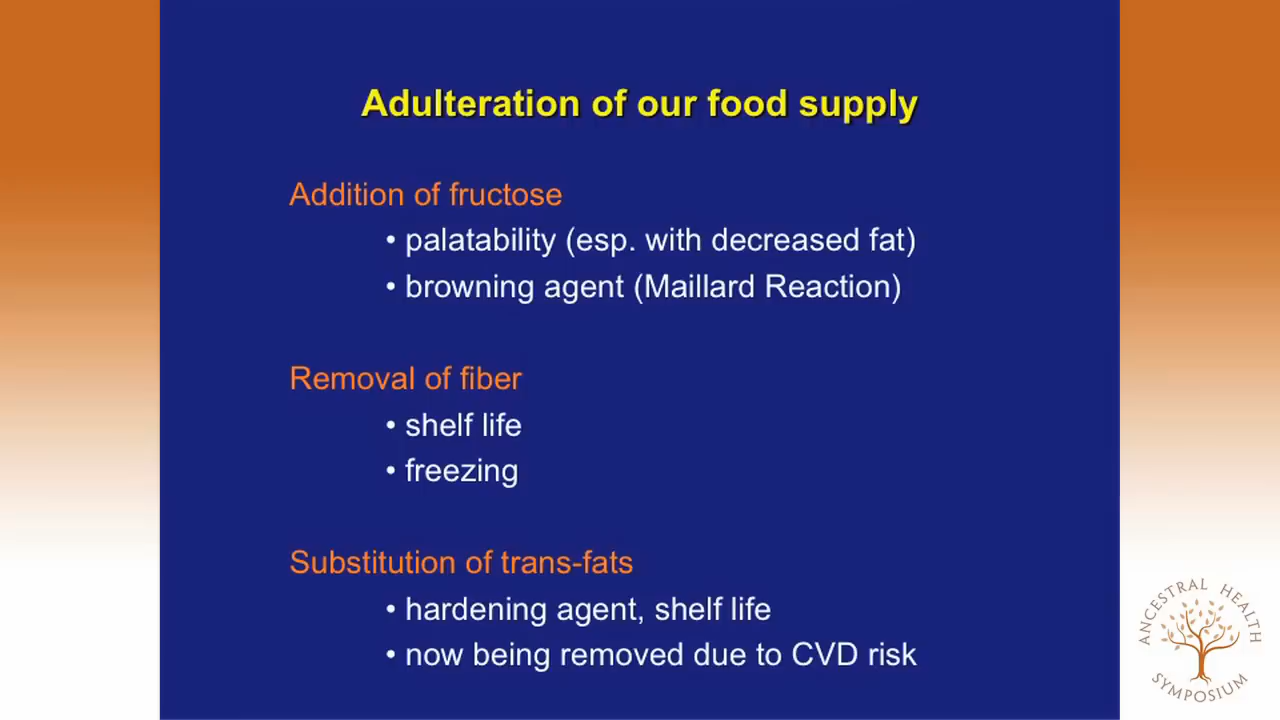 Adulteration of our food supply
Addition of fructose
• palatability (esp. with decreased fat)
• browning agent (Maillard Reaction)
Removal of fiber
• shelf life
• freezing
Substitution of trans-fats
• hardening agent, shelf life
• now being removed due to CVD risk
ANCESTRAL HEALTH
SYMPOSIUM